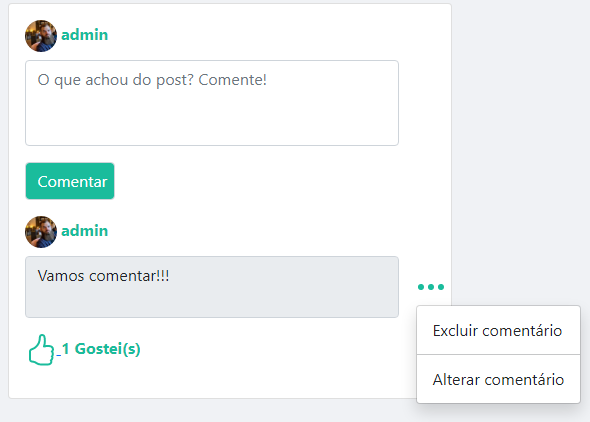 admin
O que achou do post? Comente!
Comentar
admin
Vamos comentar!!!
1 Gostei(s)
Excluir comentário
Alterar comentário